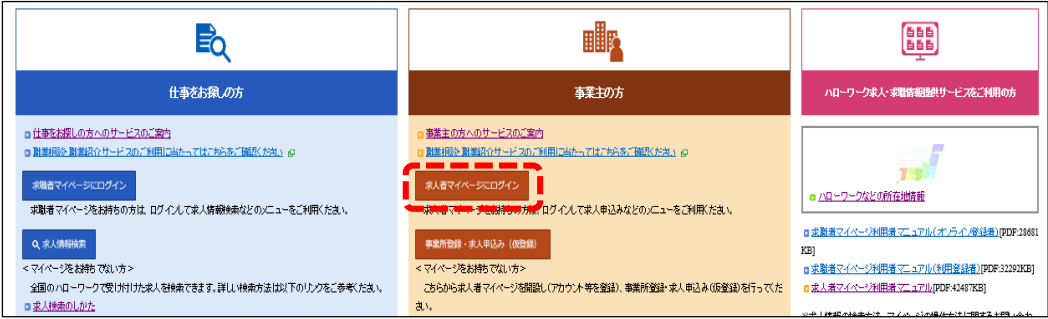 仕事をお探しの方
仕事をお探しの方へのサービスのご案内
職業相談・職業紹介サービスのご利用に当たってはこちらをご確認ください
求職者マイページにログイン
求職者マイページをお持ちの方は、ログインして求人情報検索などのメニューをご利用ください。
求人情報検索
<マイページをお持ちでない方>
全国のハローワークで受け付けた求人を検索できます。詳しい検索方法は以下のリンクをご参考ください。
求人検索のしかた
事業主の方
事業主の方へのサービスのご案内
職業相談・職業紹介サービスのご利用に当たってはこちらをご確認ください
求人者マイページにログイン
求人者マイページをお持ちの方は、ログインして求人申込みなどのメニューをご利用ください。
事業所登録・求人申込み（仮登録）
<マイページをお持ちでない方>
こちらから求人者マイページを開設し（アカウント等を登録）、事業所登録・求人申込み（仮登録）を行ってくだ
さい。
ハローワーク求人・求職情報提供サービスをご利用の方
ハローワークなどの所在地情報
求職者マイページ利用者マニュアル（オンライン登録者）[PDF:28681
KB]
求職者マイページ利用者マニュアル（利用登録者）[PDF:32292KB]
求人者マイページ利用者マニュアル[PDF:42487KB]